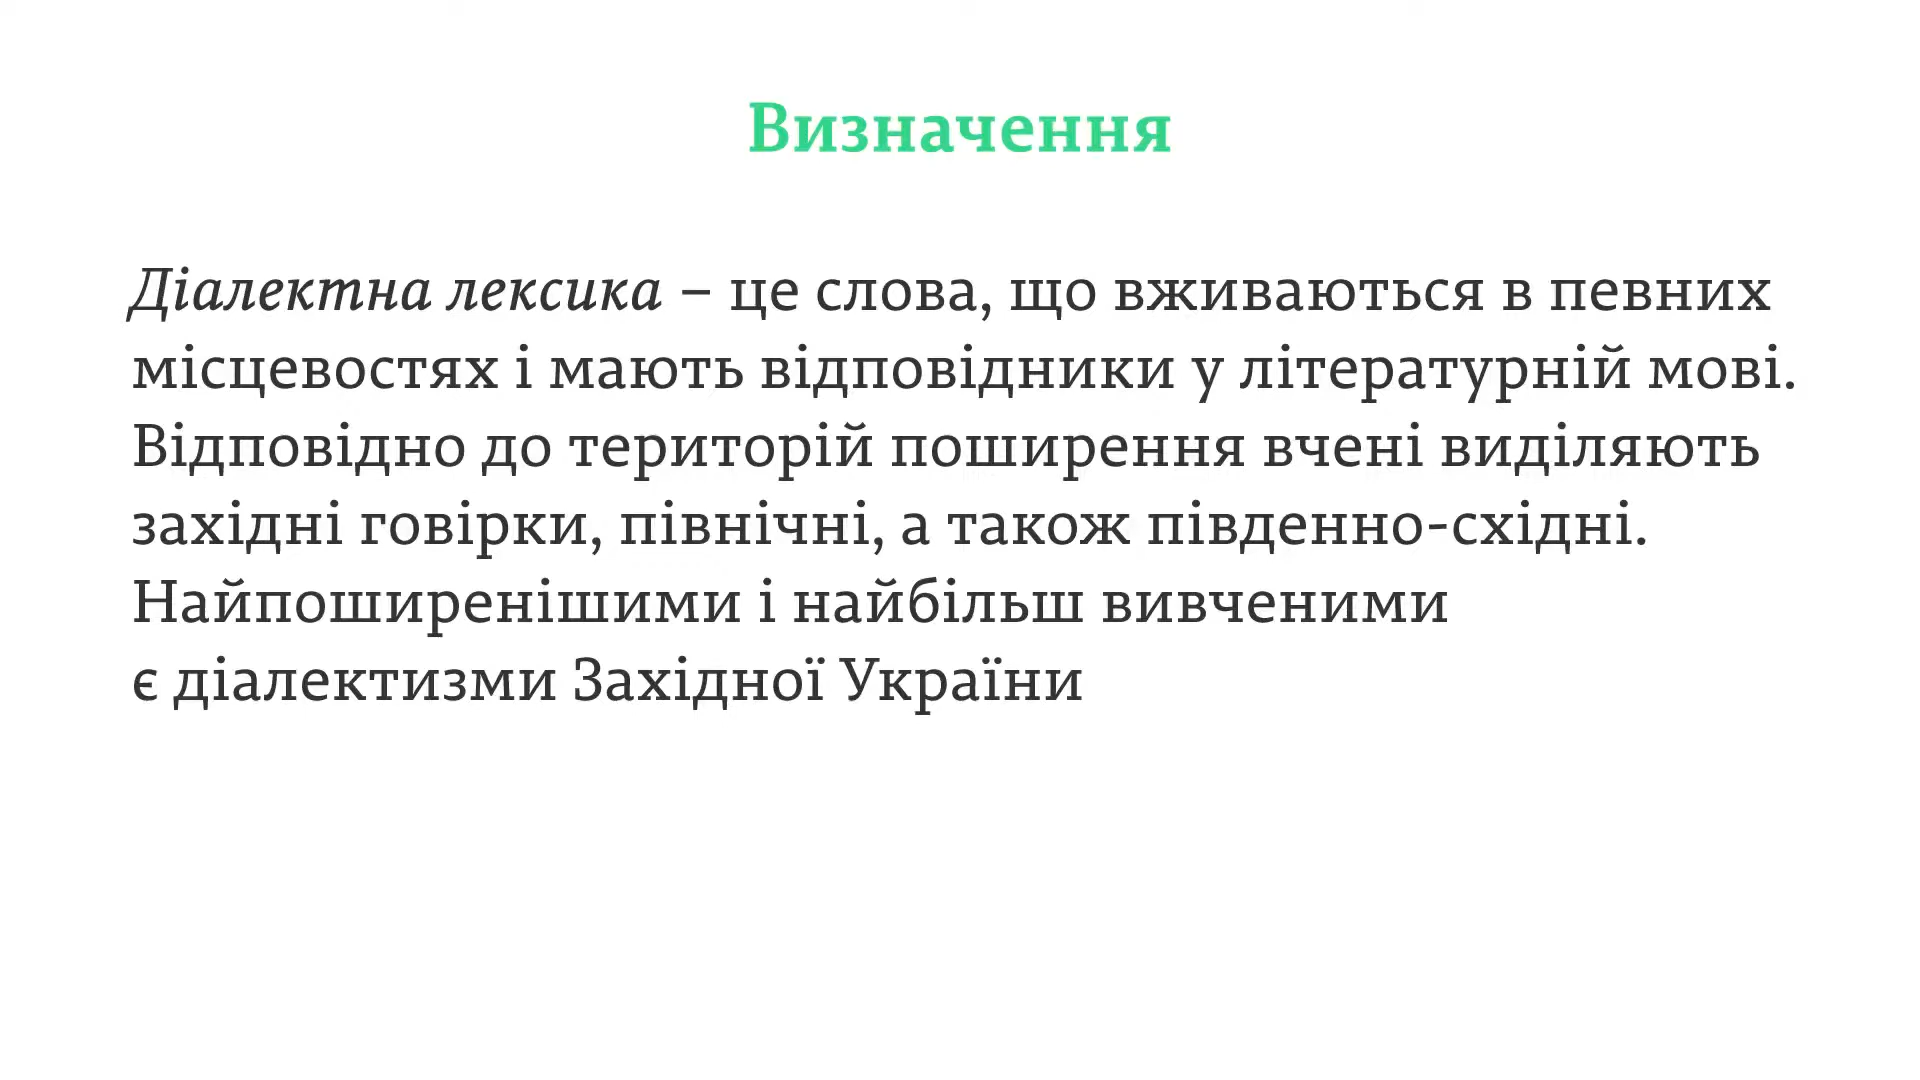 Визначення
Діалектна лексика – це слова, що вживаються в певних
місцевостях і мають відповідники у літературній мові.
Відповідно до територій поширення вчені виділяють
західні говірки, північні, а також південно-східні.
Найпоширенішими і найбільш вивченими
є діалектизми Західної України